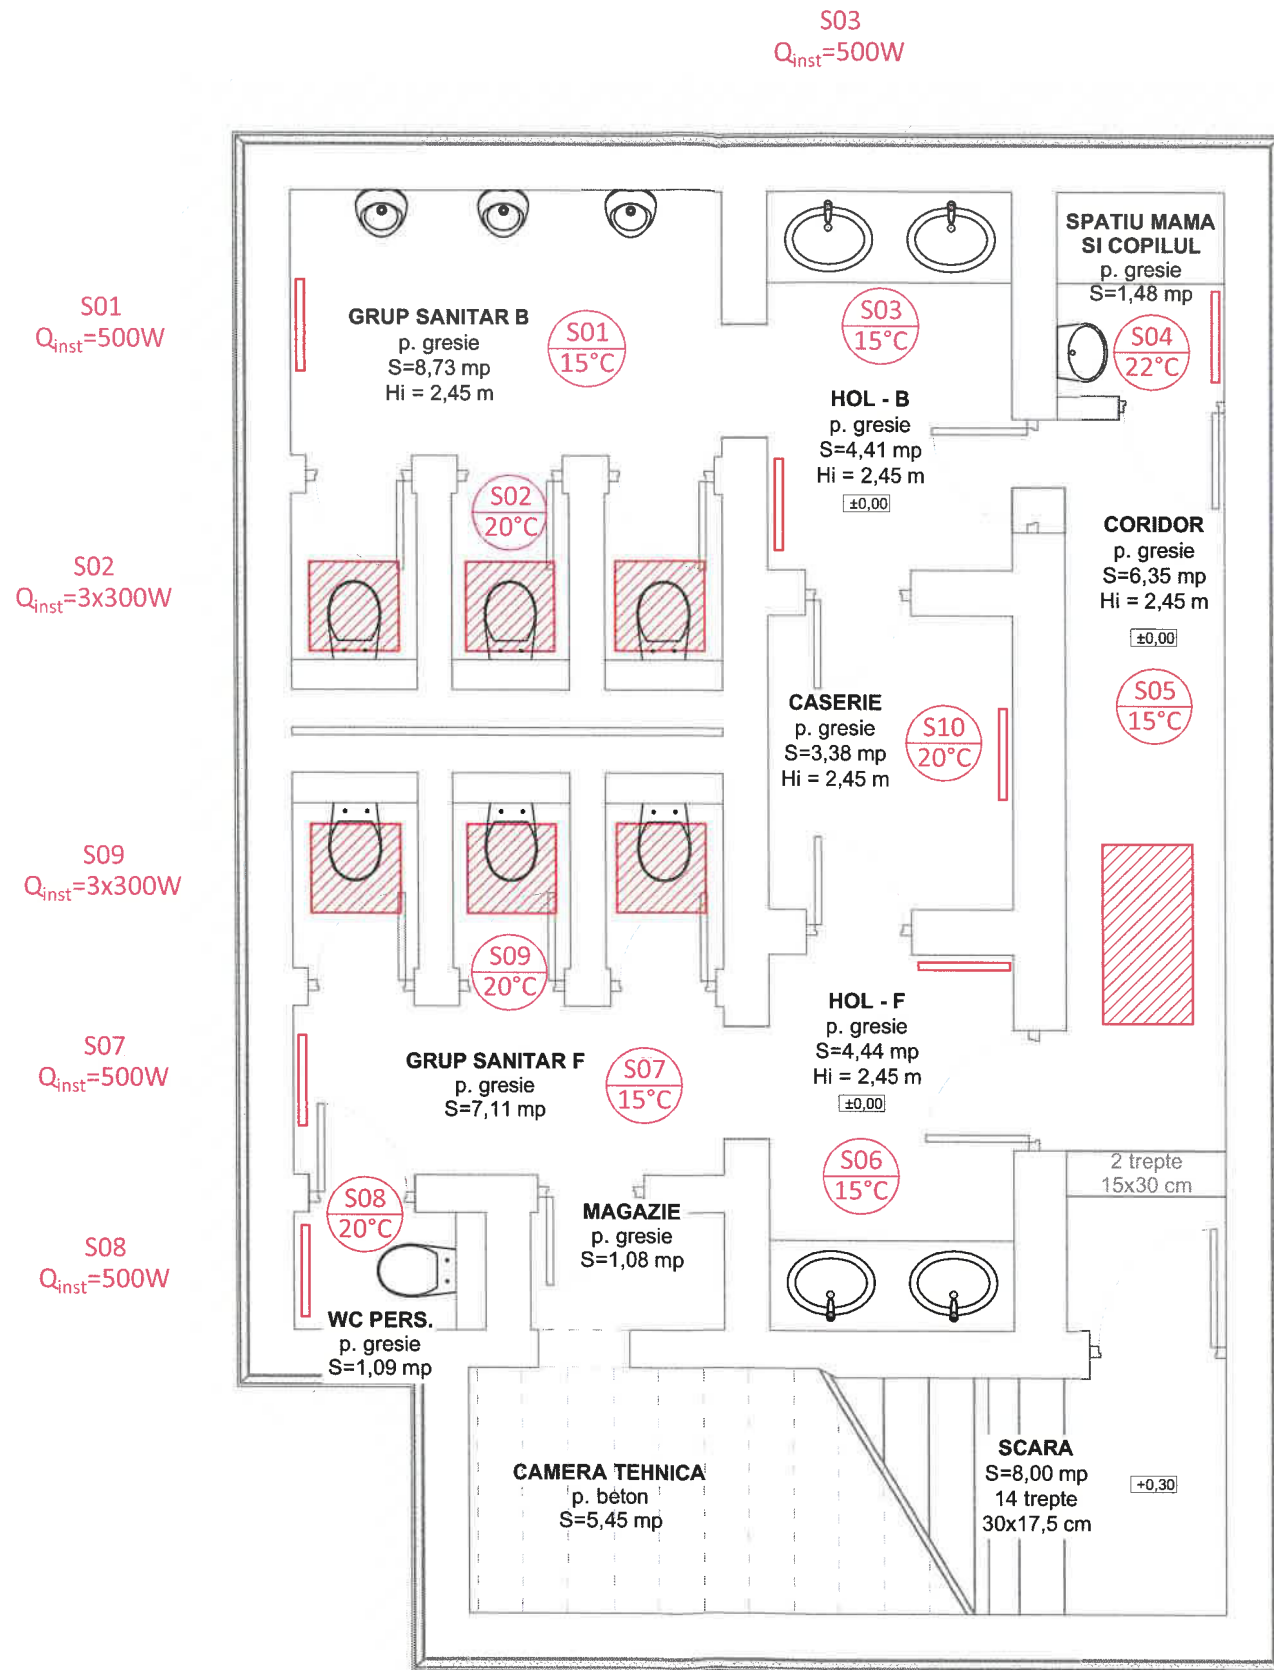 S03
Qinst=500W
S01
Qinst=500W
GRUP SANITAR B
p. gresie
S=8,73 mp
Hi = 2,45 m
S01
15°C
S03
15°C
SPATIU MAMA
SI COPILUL
p. gresie
S=1,48 mp
S04
22°C
HOL - B
p. gresie
S=4,41 mp
Hi = 2,45 m
±0,00
S02
Qinst=3x300W
S02
20°C
CORIDOR
p. gresie
S=6,35 mp
Hi = 2,45 m
±0,00
S05
15°C
CASERIE
p. gresie
S=3,38 mp
Hi = 2,45 m
S10
20°C
S09
Qinst=3x300W
S09
20°C
HOL - F
p. gresie
S=4,44 mp
Hi = 2,45 m
±0,00
S07
Qinst=500W
GRUP SANITAR F
p. gresie
S=7,11 mp
S07
15°C
S06
15°C
2 trepte
15x30 cm
S08
Qinst=500W
S08
20°C
MAGAZIE
p. gresie
S=1,08 mp
WC PERS.
p. gresie
S=1,09 mp
CAMERA TEHNICA
p. beton
S=5,45 mp
SCARA
S=8,00 mp
14 trepte
30x17,5 cm
+0,30